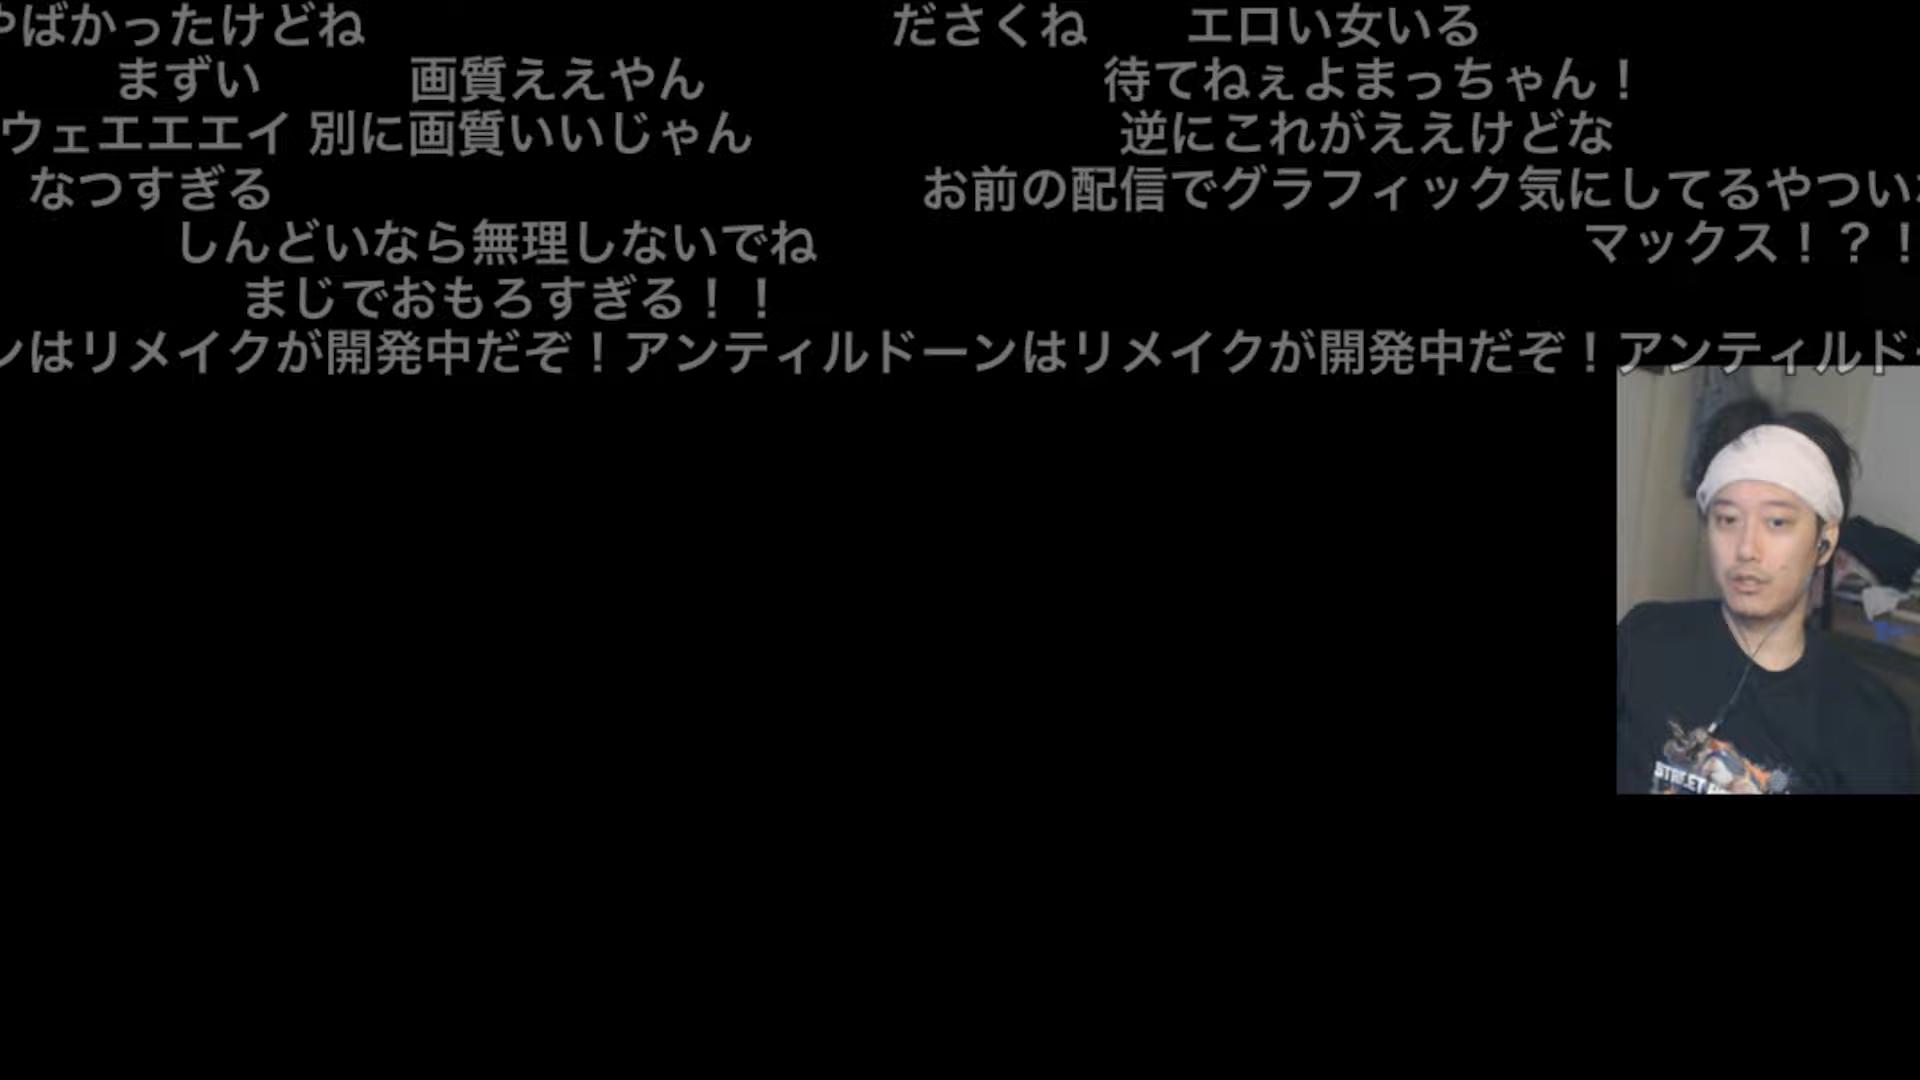 やばかったけどね ださくね エロい女いる
まずい 画質ええやん 待てねぇよまっちゃん！
ウェエエエイ 別に画質いいじゃん 逆にこれがええけどな
なつすぎる お前の配信でグラフィック気にしてるやつい
しんどいなら無理しないでね マックス！？！
まじでおもろすぎる！！
ンはリメイクが開発中だぞ！アンティルドーンはリメイクが開発中だぞ！アンティルド
STREET